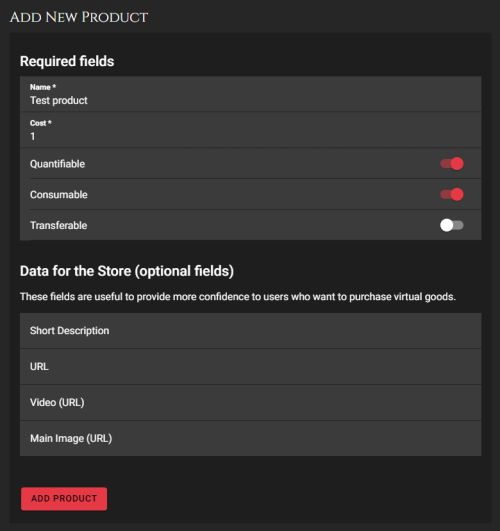 Add New Product
Required fields
Name *
Test product
Cost *
1
Quantifiable
Consumable
Transferable
Data for the Store (optional fields)
These fields are useful to provide more confidence to users who want to purchase virtual goods.
Short Description
URL
Video (URL)
Main Image (URL)
ADD PRODUCT